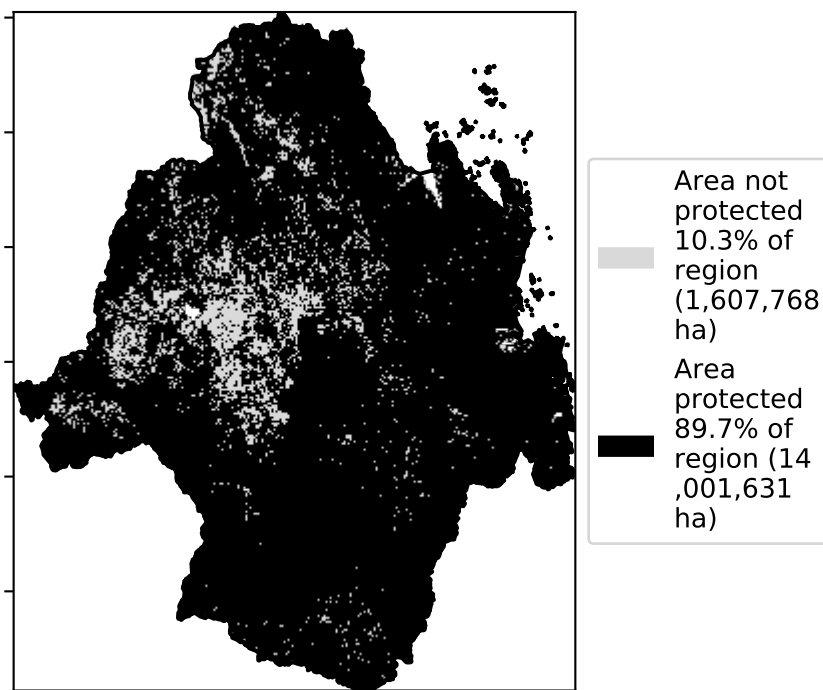 Area not
protected
10.3% of
region
(1,607,768
ha)
Area
protected
89.7% of
region (14
,001,631
ha)